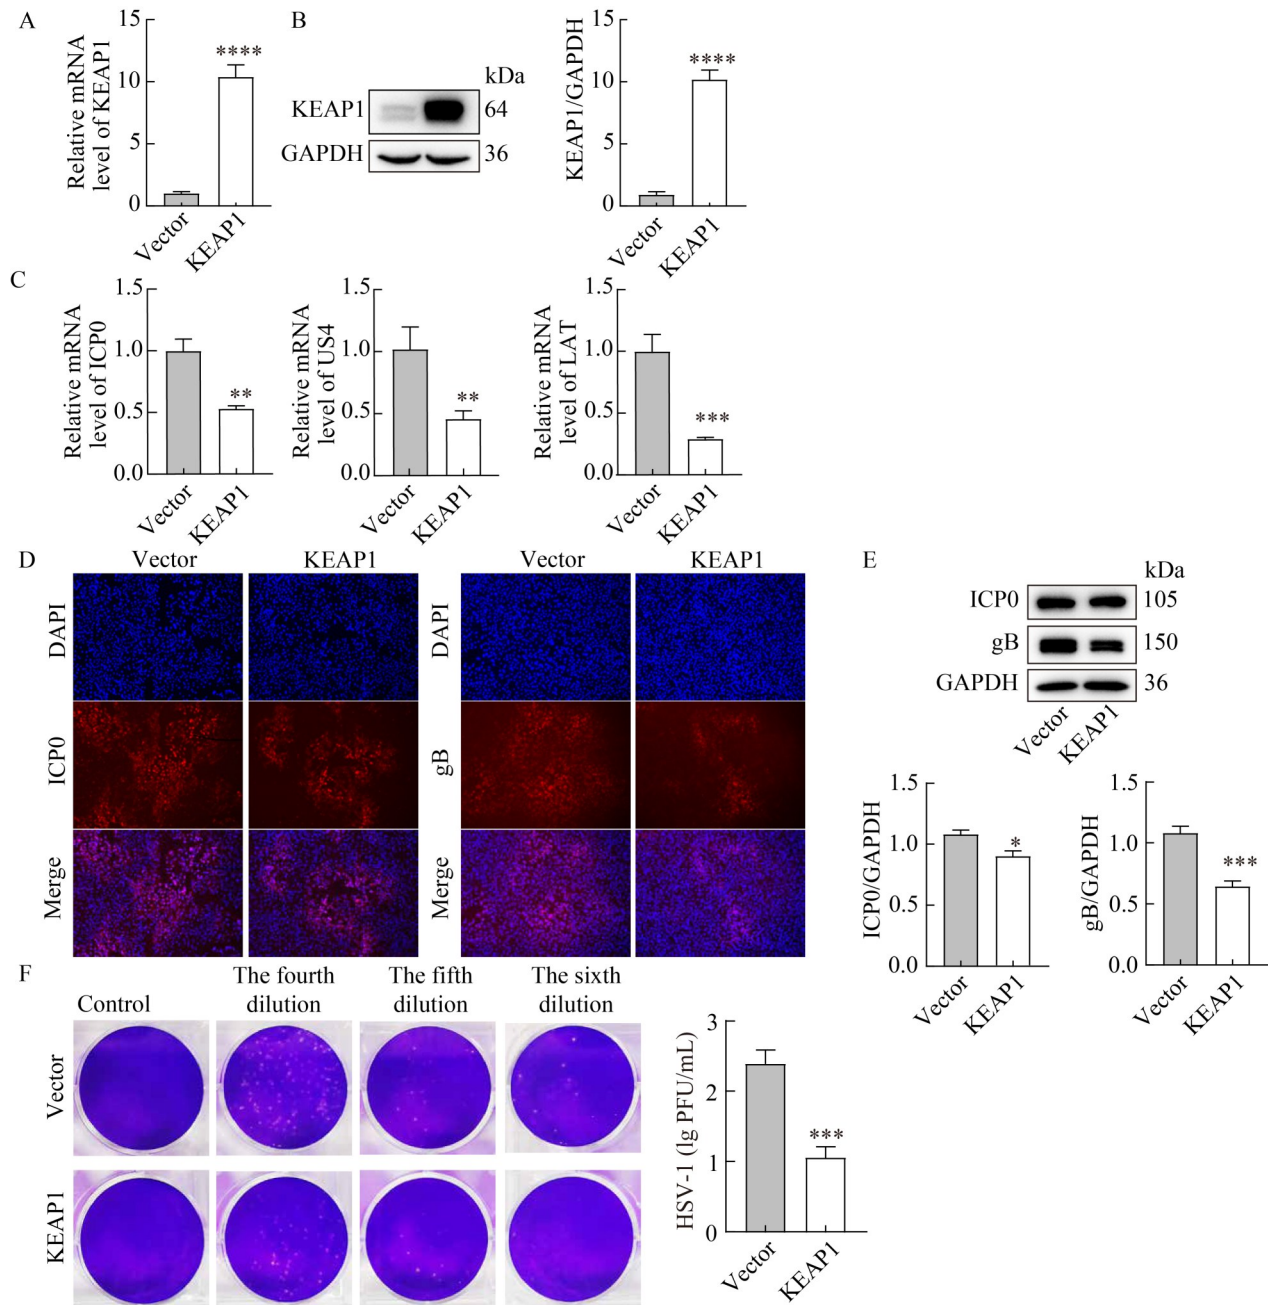 A
Relative mRNA
level of KEAP1
15
10
5
0
****
Vector
KEAP1
B
kDa
KEAP1
64
GAPDH
36
KEAP1/GAPDH
15
10
5
0
****
Vector
KEAP1
C
Relative mRNA
level of ICP0
1.5
1.0
0.5
0.0
**
Vector
KEAP1
Relative mRNA
level of US4
1.5
1.0
0.5
0.0
**
Vector
KEAP1
Relative mRNA
level of LAT
1.5
1.0
0.5
0.0
***
Vector
KEAP1
D
Vector
KEAP1
DAPI
ICP0
Merge
Vector
KEAP1
DAPI
gB
Merge
E
kDa
ICP0
105
gB
150
GAPDH
36
Vector
KEAP1
ICP0/GAPDH
1.5
1.0
0.5
0.0
*
Vector
KEAP1
gB/GAPDH
1.5
1.0
0.5
0.0
***
Vector
KEAP1
F
Control
The fourth
dilution
The fifth
dilution
The sixth
dilution
Vector
KEAP1
HSV-1 (lg PFU/mL)
3
2
1
0
***
Vector
KEAP1